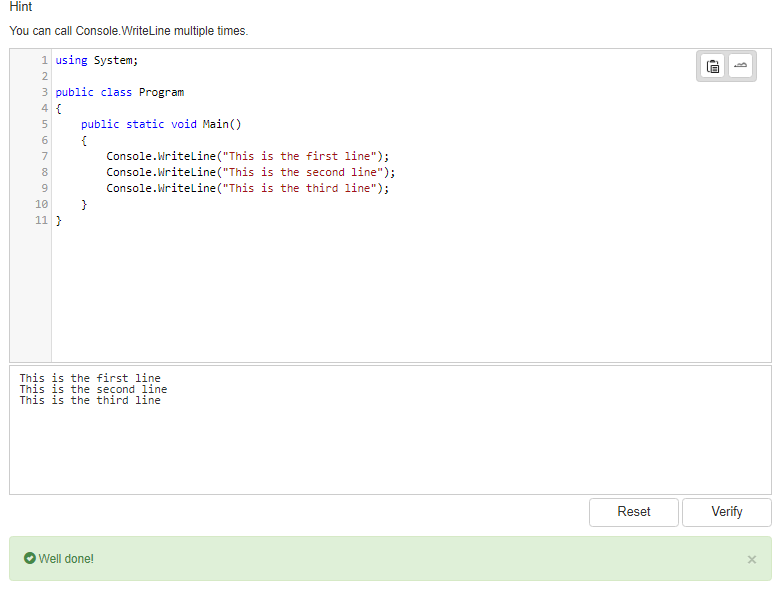 Hint
You can call Console.WriteLine multiple times.
1 using System;
2
3 public class Program
4 {
5     public static void Main()
6     {
7         Console.WriteLine("This is the first line");
8         Console.WriteLine("This is the second line");
9         Console.WriteLine("This is the third line");
10     }
11 }
This is the first line
This is the second line
This is the third line
Reset Verify
Well done! ×